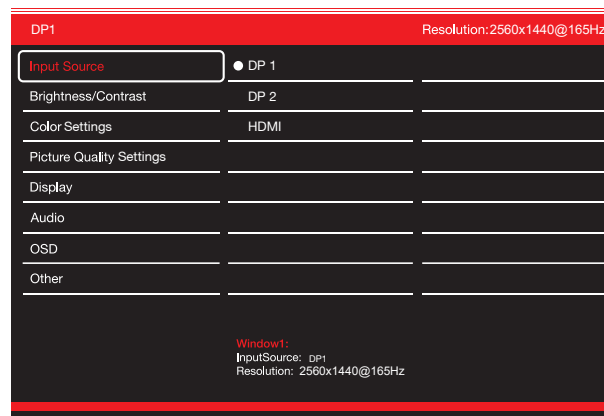 DP1 Resolution:2560x1440@165Hz
Input Source DP 1
Brightness/Contrast DP 2
Color Settings HDMI
Picture Quality Settings
Display
Audio
OSD
Other
Window1:
InputSource: DP1
Resolution: 2560x1440@165Hz